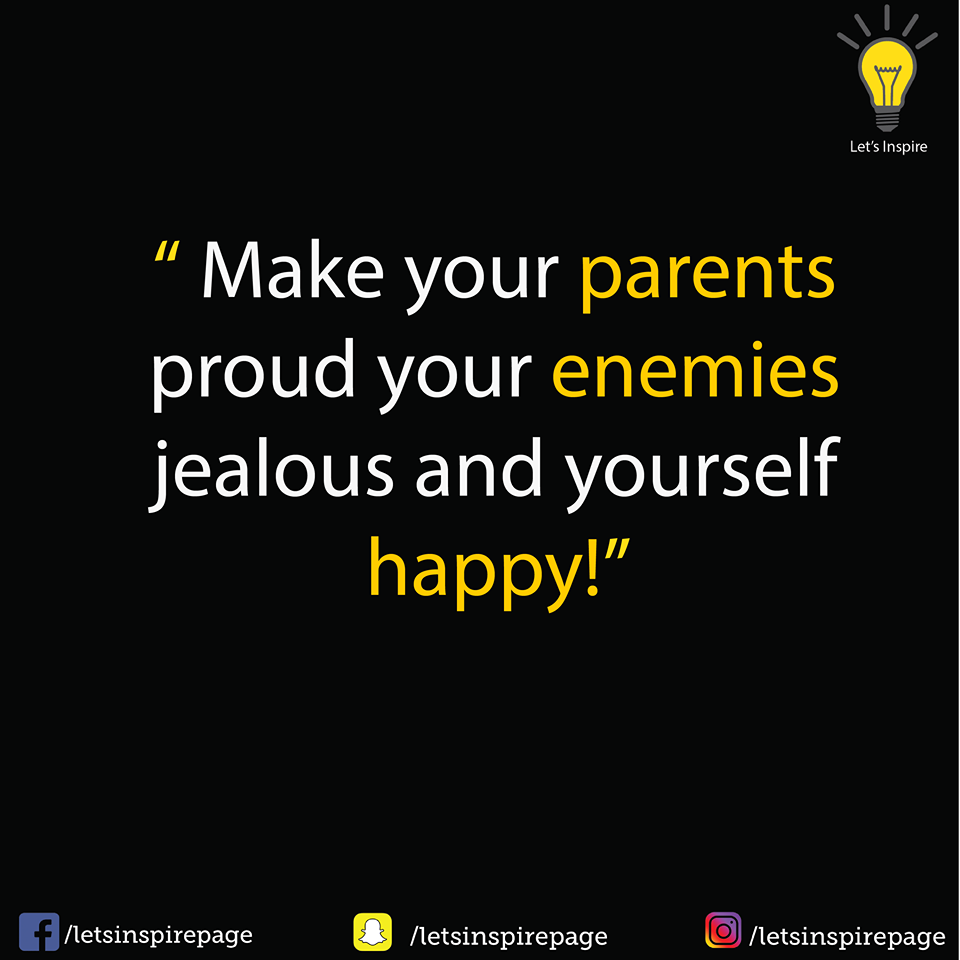 Let's Inspire
“ Make your parents
proud your enemies
jealous and yourself
happy!”
/letsinspirepage
/letsinspirepage
/letsinspirepage